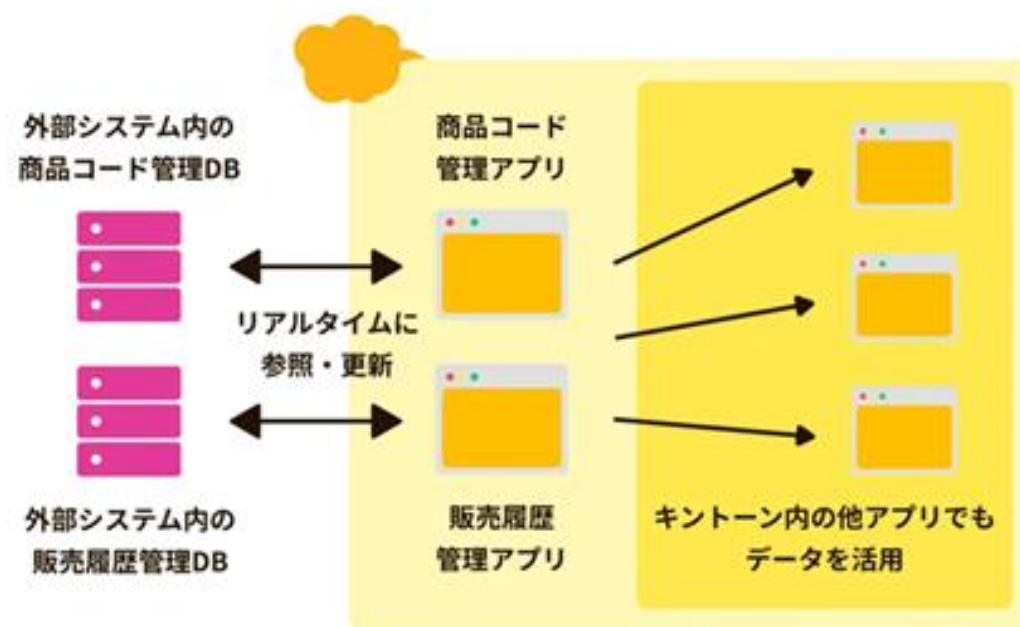 外部システム内の
商品コード管理DB
商品コード
管理アプリ
リアルタイムに
参照・更新
外部システム内の
販売履歴管理DB
販売履歴
管理アプリ
キントーン内の他アプリでも
データを活用